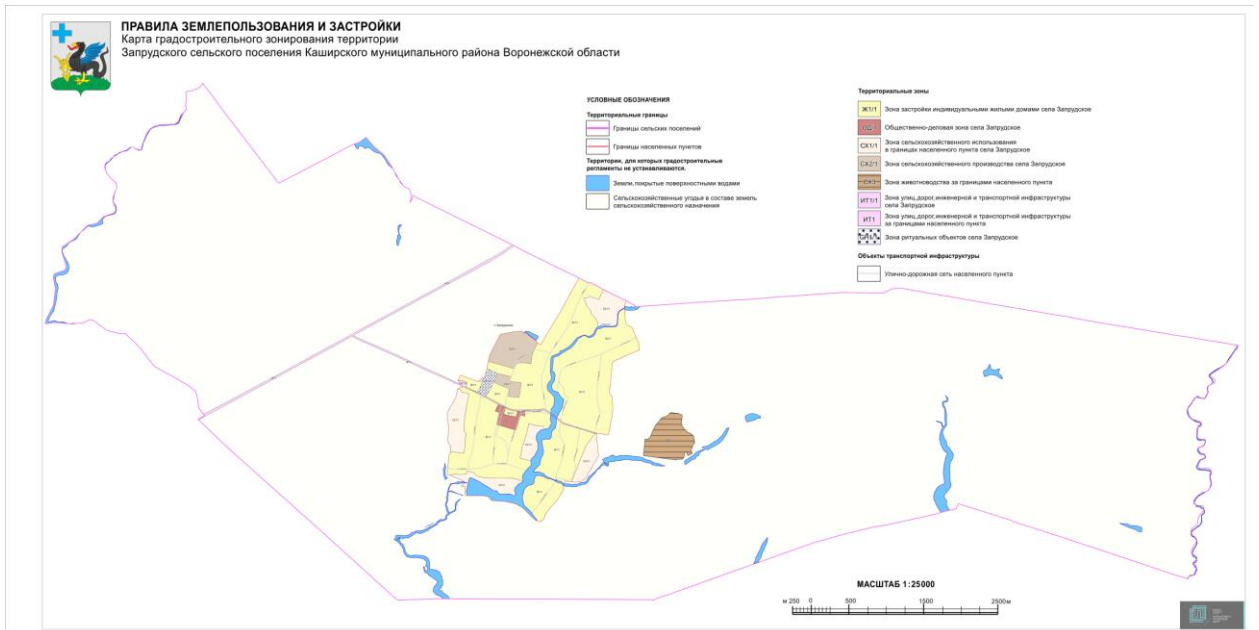 ПРАВИЛА ЗЕМЛЕПОЛЬЗОВАНИЯ И ЗАСТРОЙКИ
Карта градостроительного зонирования территории
Запрудского сельского поселения Каширского муниципального района Воронежской области
УСЛОВНЫЕ ОБОЗНАЧЕНИЯ
Территориальные границы
Границы сельских поселений
Границы населенных пунктов
Территории, для которых градостроительные
регламенты не устанавливаются.
Земли,покрытые поверхностными водами
Сельскохозяйственные угодья в составе земель
сельскохозяйственного назначения
Территориальные зоны
Ж1/1 Зона застройки индивидуальными жилыми домами села Запрудское
Общественно-деловая зона села Запрудское
СХ1/1 Зона сельскохозяйственного использования
в границах населенного пункта села Запрудское
СХ2/1 Зона сельскохозяйственного производства села Запрудское
СХ3 Зона животноводства за границами населенного пункта
ИТ1/1 Зона улиц,дорог,инженерной и транспортной инфраструктуры
села Запрудское
ИТ1 Зона улиц,дорог,инженерной и транспортной инфраструктуры
за границами населенного пункта
Зона ритуальных объектов села Запрудское
Объекты транспортной инфраструктуры
Улично-дорожная сеть населенного пункта
МАСШТАБ 1:25000
м 250 0 500 1500 2500м